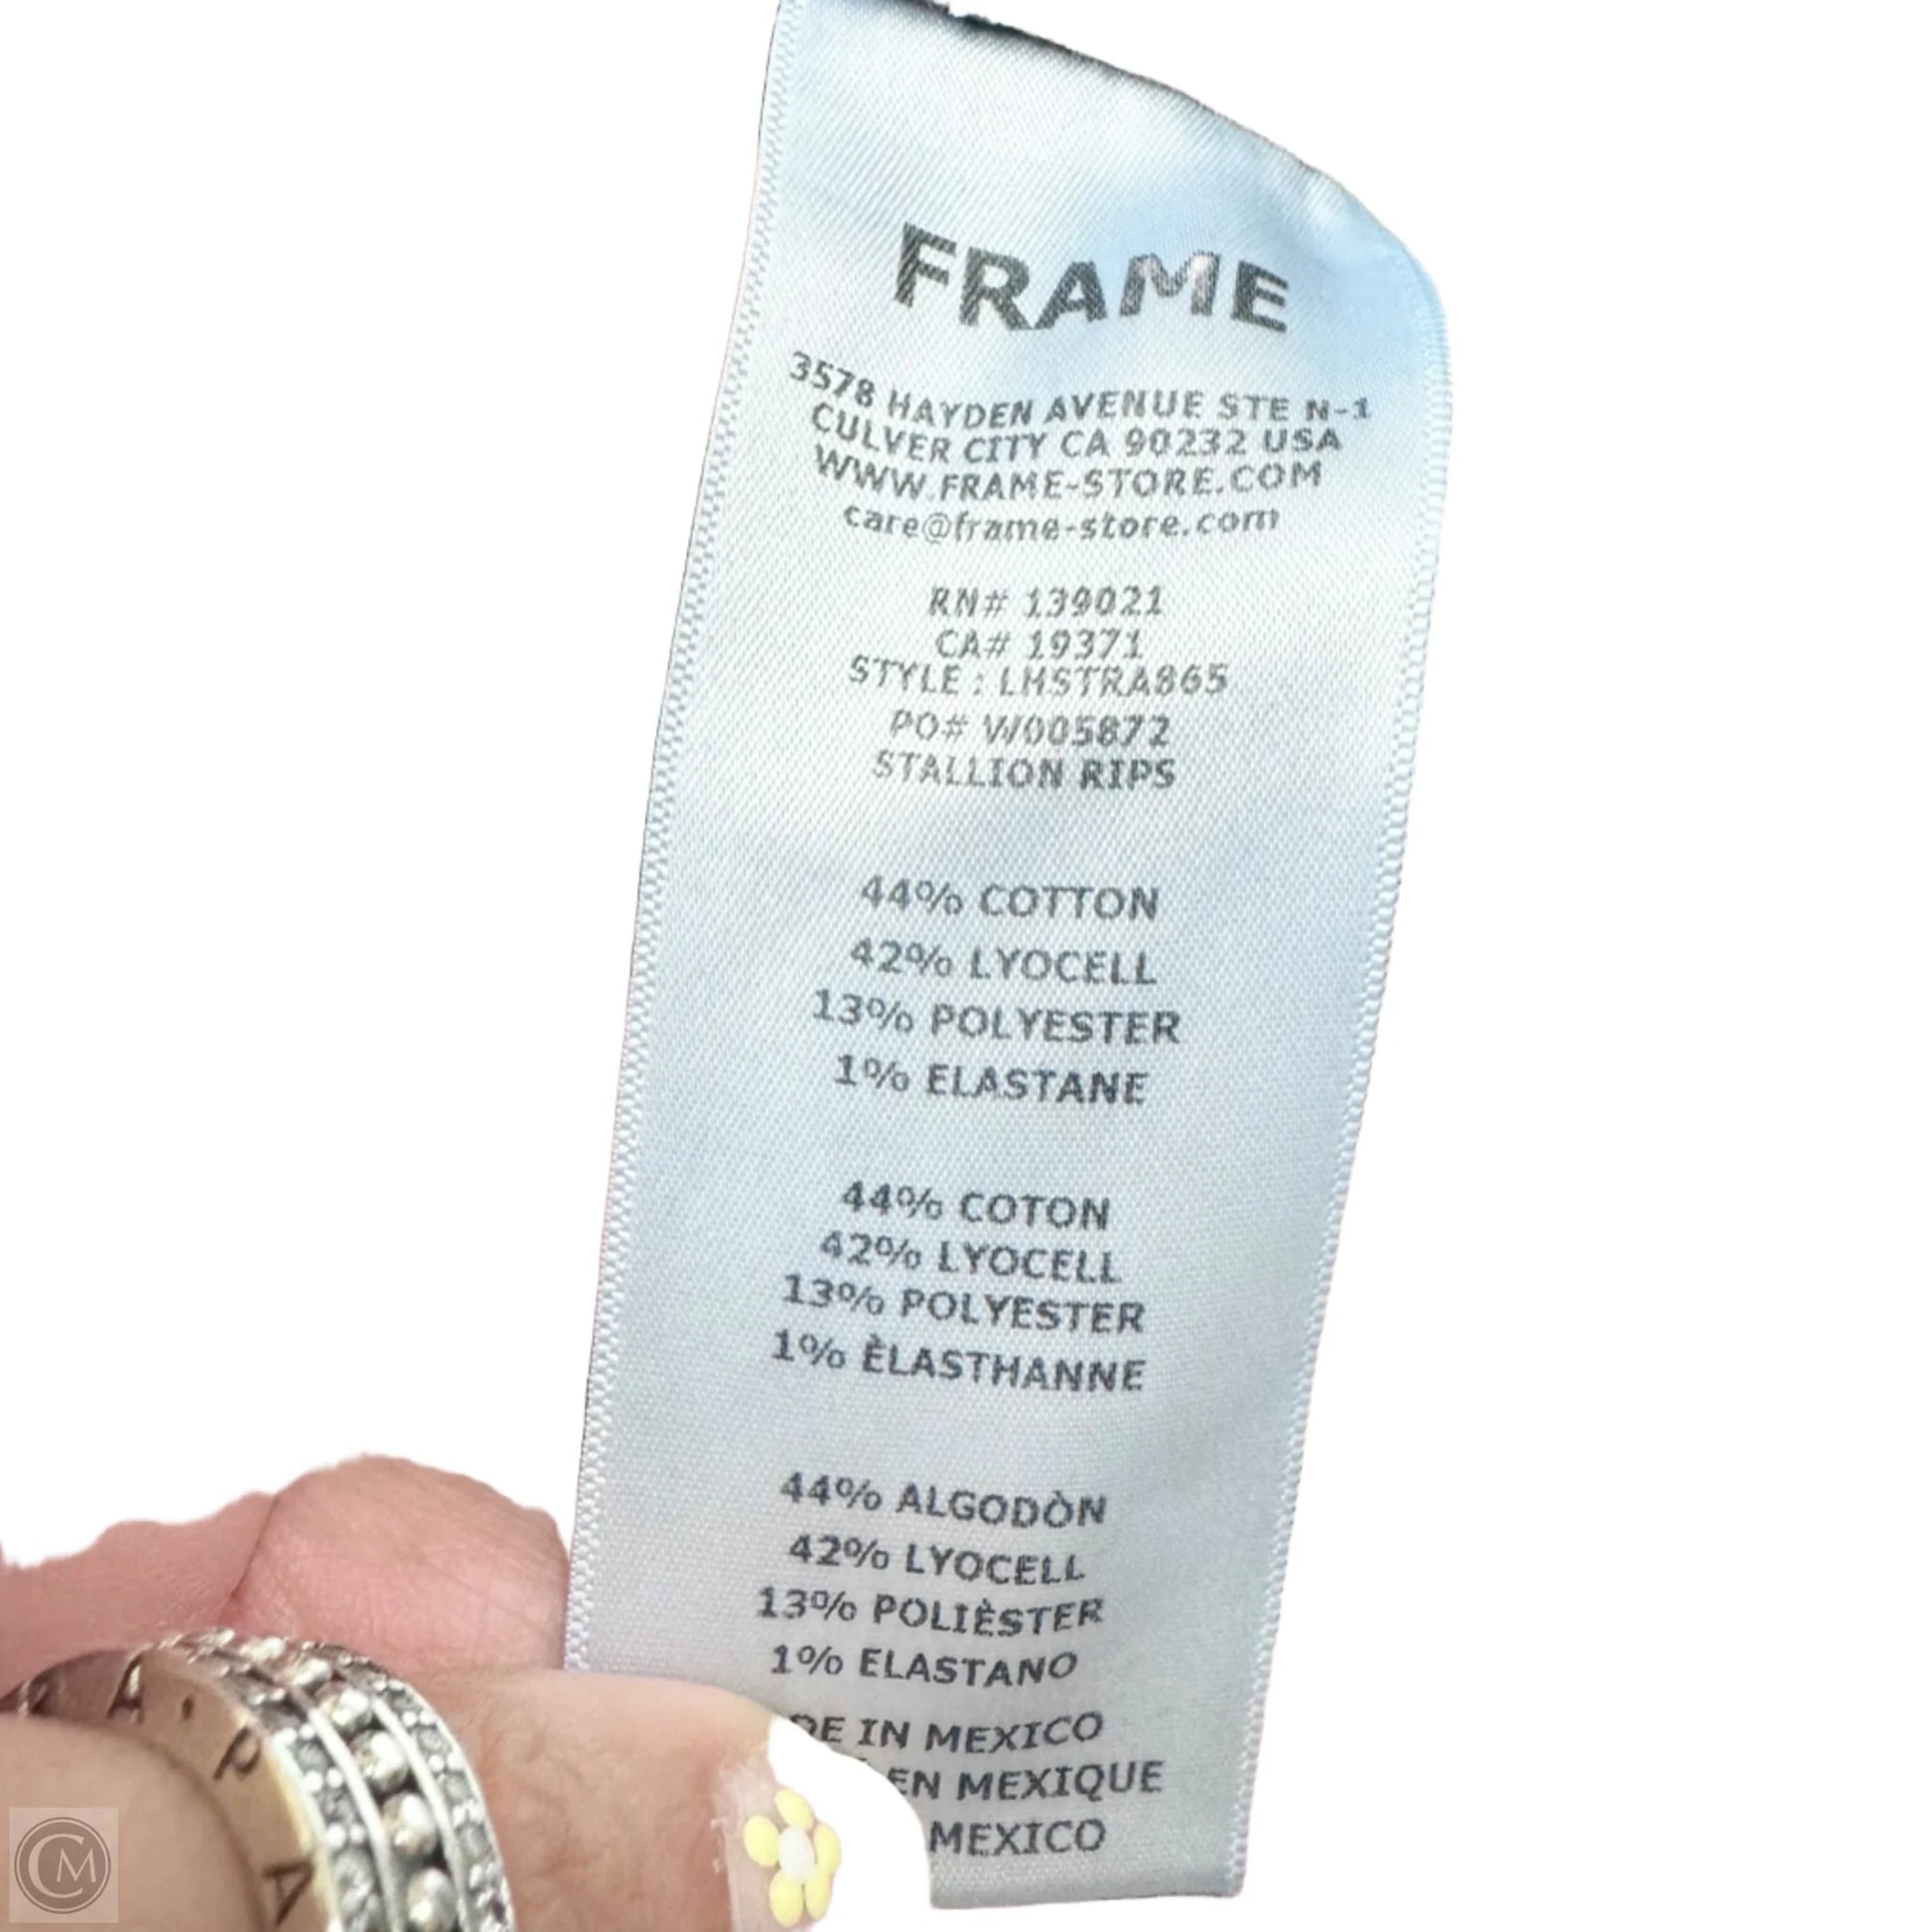 FRAME
3578 HAYDEN AVENUE STE N-1
CULVER CITY CA 90232 USA
WWW.FRAME-STORE.COM
care@frame-store.com
RN# 139021
CA# 19371
STYLE : LHSTRA865
PO# W005872
STALLION RIPS
44% COTTON
42% LYOCELL
13% POLYESTER
1% ELASTANE
44% COTON
42% LYOCELL
13% POLYESTER
1% ÈLASTHANNE
44% ALGODÒN
42% LYOCELL
13% POLIÈSTER
1% ELASTANO
DE IN MEXICO
EN MEXIQUE
MEXICO
A · P A
CM